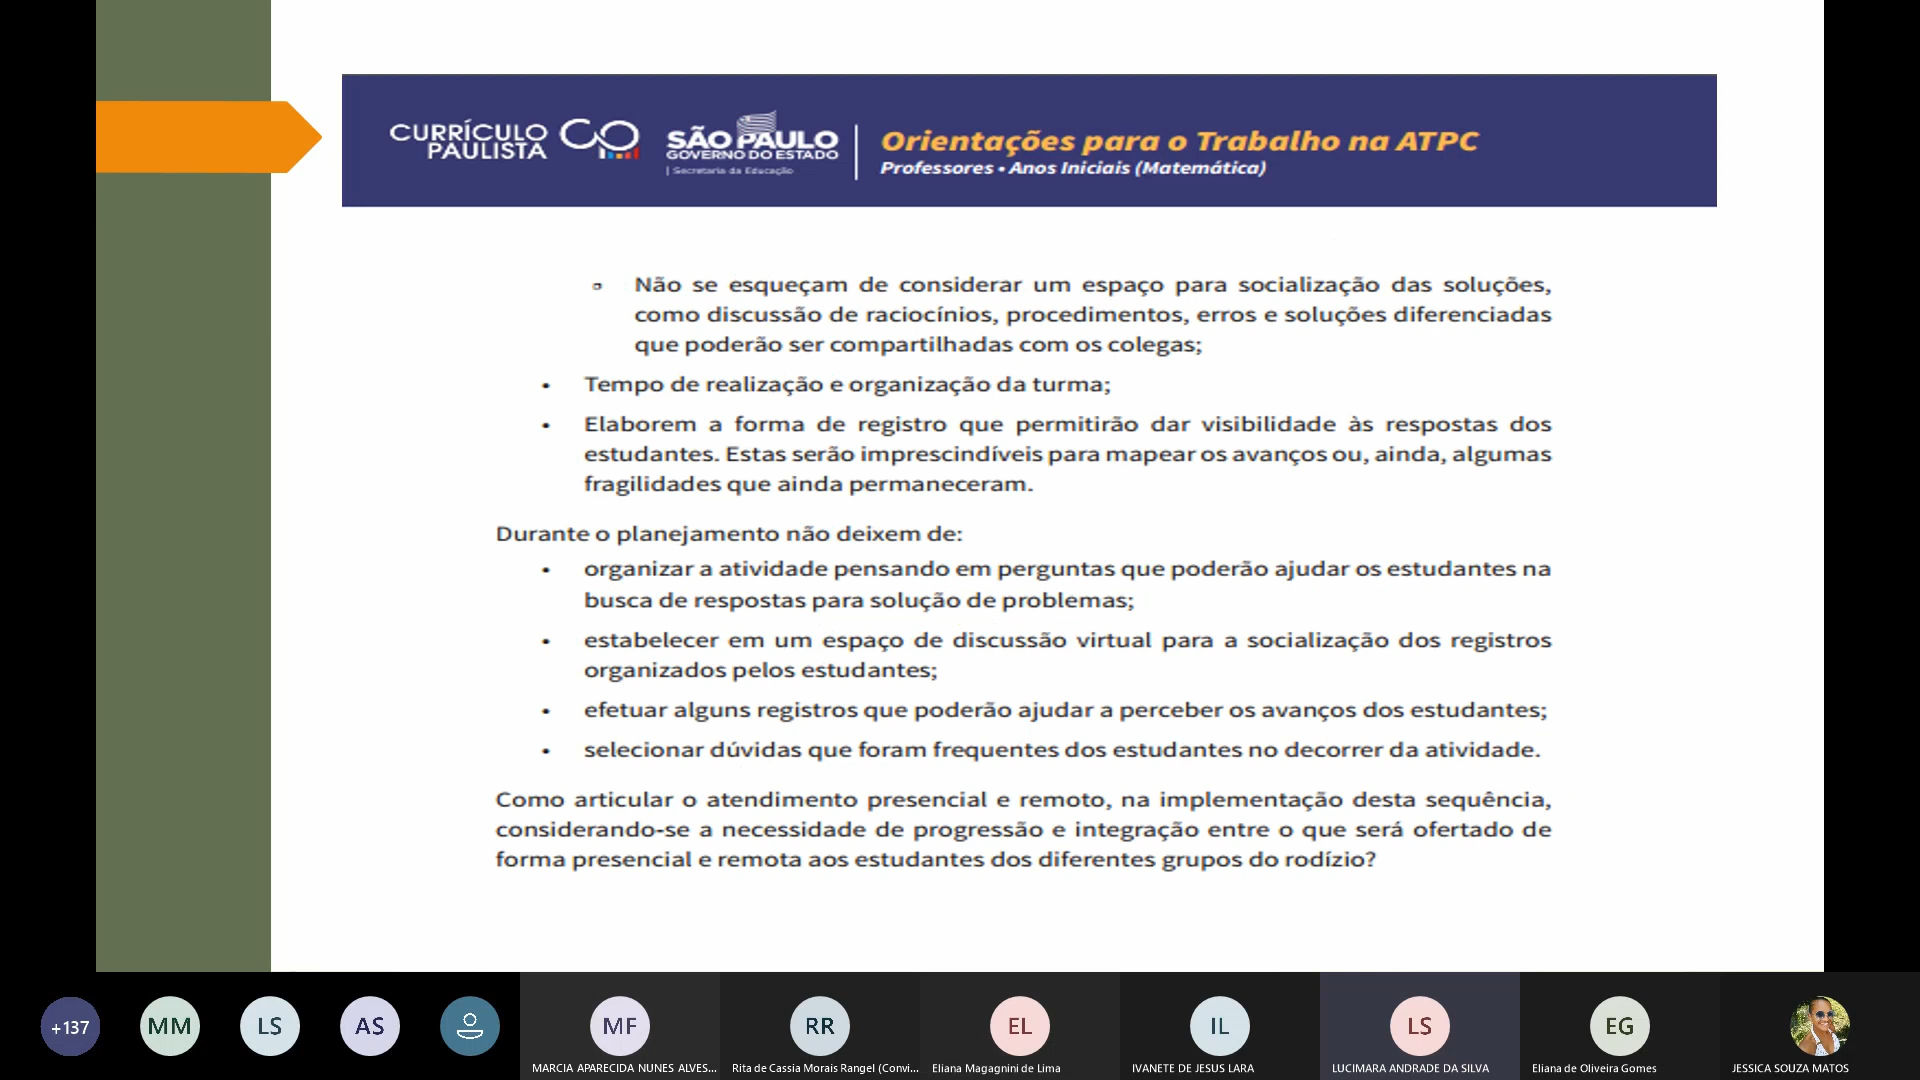 CURRÍCULO
PAULISTA
SÃO PAULO
GOVERNO DO ESTADO
Secretaria da Educação
Orientações para o Trabalho na ATPC
Professores • Anos Iniciais (Matemática)
Não se esqueçam de considerar um espaço para socialização das soluções,
como discussão de raciocínios, procedimentos, erros e soluções diferenciadas
que poderão ser compartilhadas com os colegas;
• Tempo de realização e organização da turma;
• Elaborem a forma de registro que permitirão dar visibilidade às respostas dos
estudantes. Estas serão imprescindíveis para mapear os avanços ou, ainda, algumas
fragilidades que ainda permaneceram.
Durante o planejamento não deixem de:
• organizar a atividade pensando em perguntas que poderão ajudar os estudantes na
busca de respostas para solução de problemas;
• estabelecer em um espaço de discussão virtual para a socialização dos registros
organizados pelos estudantes;
• efetuar alguns registros que poderão ajudar a perceber os avanços dos estudantes;
• selecionar dúvidas que foram frequentes dos estudantes no decorrer da atividade.
Como articular o atendimento presencial e remoto, na implementação desta sequência,
considerando-se a necessidade de progressão e integração entre o que será ofertado de
forma presencial e remota aos estudantes dos diferentes grupos do rodízio?
+137
MM
LS
AS
MF
RR
EL
IL
LS
EG
MARCIA APARECIDA NUNES ALVES...
Rita de Cassia Morais Rangel (Convi...
Eliana Magagnini de Lima
IVANETE DE JESUS LARA
LUCIMARA ANDRADE DA SILVA
Eliana de Oliveira Gomes
JESSICA SOUZA MATOS